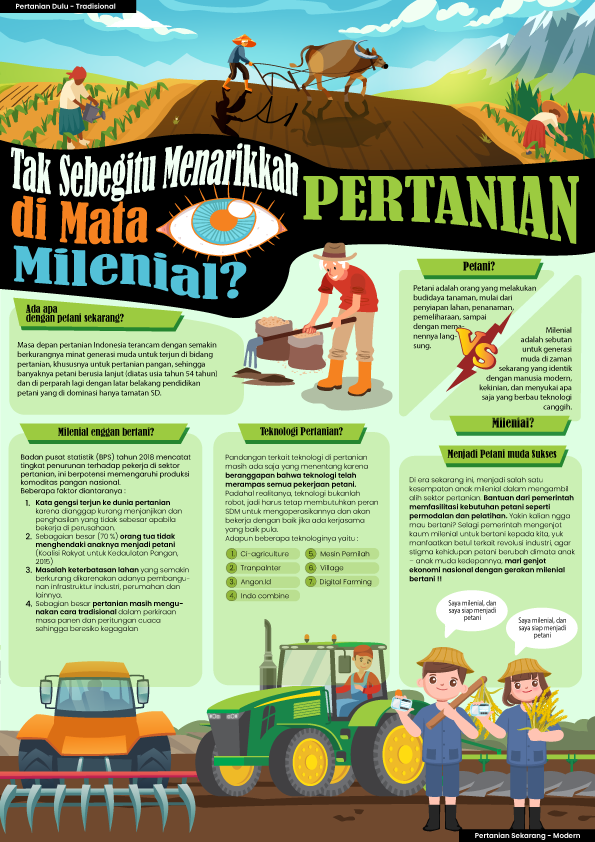 Pertanian Dulu - Tradisional
Tak Sebegitu Menarikkah
di Mata
Milenial?
PERTANIAN
Ada apa
dengan petani sekarang?
Masa depan pertanian Indonesia terancam dengan semakin
berkurangnya minat generasi muda untuk terjun di bidang
pertanian, khususnya untuk pertanian pangan, sehingga
banyaknya petani berusia lanjut (diatas usia tahun 54 tahun)
dan di perparah lagi dengan latar belakang pendidikan
petani yang di dominasi hanya tamatan SD.
Petani?
Petani adalah orang yang melakukan
budidaya tanaman, mulai dari
penyiapan lahan, penanaman,
pemeliharaan, sampai
dengan mema-
nennya lang-
sung.
VS
Milenial
adalah sebutan
untuk generasi
muda di zaman
sekarang yang identik
dengan manusia modern,
kekinian, dan menyukai apa
saja yang berbau teknologi
canggih.
Milenial?
Milenial enggan bertani?
Badan pusat statistik (BPS) tahun 2018 mencatat
tingkat penurunan terhadap pekerja di sektor
pertanian, ini berpotensi memengaruhi produksi
komoditas pangan nasional.
Beberapa faktor diantaranya :
1. Kata gengsi terjun ke dunia pertanian
karena dianggap kurang menjanjikan dan
penghasilan yang tidak sebesar apabila
bekerja di perusahaan.
2. Sebagaian besar (70 %) orang tua tidak
menghendaki anaknya menjadi petani
(Koalisi Rakyat untuk Kedaulatan Pangan,
2015)
3. Masalah keterbatasan lahan yang semakin
berkurang dikarenakan adanya pembangu-
nan infrastruktur industri, perumahan dan
lainnya.
4. Sebagian besar pertanian masih mengu-
nakan cara tradisional dalam perkiraan
masa panen dan peritungan cuaca
sehingga beresiko kegagalan
Teknologi Pertanian?
Pandangan terkait teknologi di pertanian
masih ada saja yang menentang karena
beranggapan bahwa teknologi telah
merampas semua pekerjaan petani.
Padahal realitanya, teknologi bukanlah
robot, jadi harus tetap membutuhkan peran
SDM untuk mengoperasikannya dan akan
bekerja dengan baik jika ada kerjasama
yang baik pula.
Adapun beberapa teknologinya yaitu :
1. Ci-agriculture
2. Tranpalnter
3. Angon.Id
4. Indo combine
5. Mesin Pemilah
6. Village
7. Digital Farming
Menjadi Petani muda sukses
Di era sekarang ini, menjadi salah satu
kesempatan anak milenial dalam mengambil
alih sektor pertanian. Bantuan dari pemerintah
memfasilitasi kebutuhan petani seperti
permodalan dan pelatihan. Yakin kalian ngga
mau bertani? Selagi pemerintah mengenjot
kaum milenial untuk bertani kepada kita, yuk
manfaatkan betul terkait revolusi industri, agar
stigma kehidupan petani berubah dimata anak
- anak muda kedepannya, mari genjot
ekonomi nasional dengan gerakan milenial
bertani !!
Saya milenial, dan
saya siap menjadi
petani
Saya milenial, dan
saya siap menjadi
petani
Pertanian Sekarang - Modern